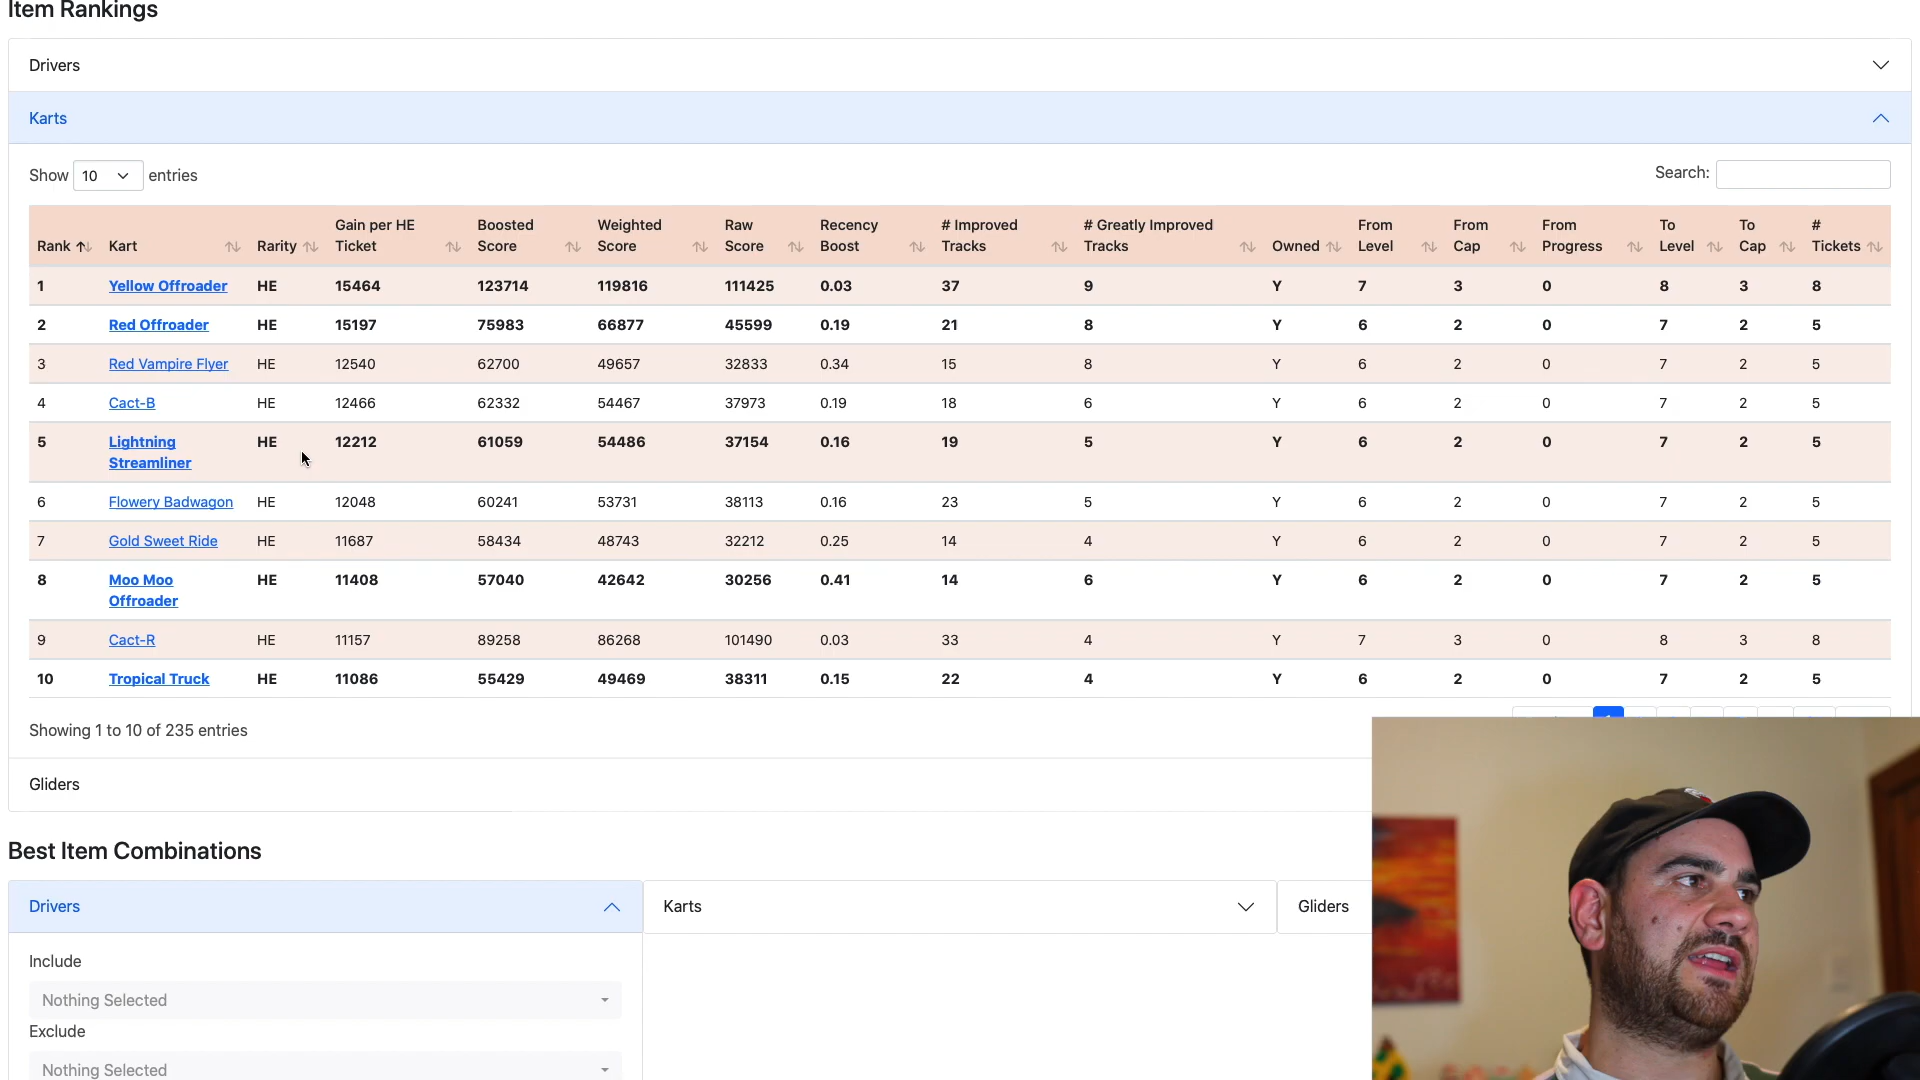 Item Rankings
Drivers
Karts
Show 10 entries
Search:
Rank Kart Rarity Gain per HE Ticket Boosted Score Weighted Score Raw Score Recency Boost # Improved Tracks # Greatly Improved Tracks Owned From Level From Cap From Progress To Level To Cap # Tickets
1 Yellow Offroader HE 15464 123714 119816 111425 0.03 37 9 Y 7 3 0 8 3 8
2 Red Offroader HE 15197 75983 66877 45599 0.19 21 8 Y 6 2 0 7 2 5
3 Red Vampire Flyer HE 12540 62700 49657 32833 0.34 15 8 Y 6 2 0 7 2 5
4 Cact-B HE 12466 62332 54467 37973 0.19 18 6 Y 6 2 0 7 2 5
5 Lightning Streamliner HE 12212 61059 54486 37154 0.16 19 5 Y 6 2 0 7 2 5
6 Flowery Badwagon HE 12048 60241 53731 38113 0.16 23 5 Y 6 2 0 7 2 5
7 Gold Sweet Ride HE 11687 58434 48743 32212 0.25 14 4 Y 6 2 0 7 2 5
8 Moo Moo Offroader HE 11408 57040 42642 30256 0.41 14 6 Y 6 2 0 7 2 5
9 Cact-R HE 11157 89258 86268 101490 0.03 33 4 Y 7 3 0 8 3 8
10 Tropical Truck HE 11086 55429 49469 38311 0.15 22 4 Y 6 2 0 7 2 5
Showing 1 to 10 of 235 entries
Gliders
Best Item Combinations
Drivers
Karts
Gliders
Include
Nothing Selected
Exclude
Nothing Selected